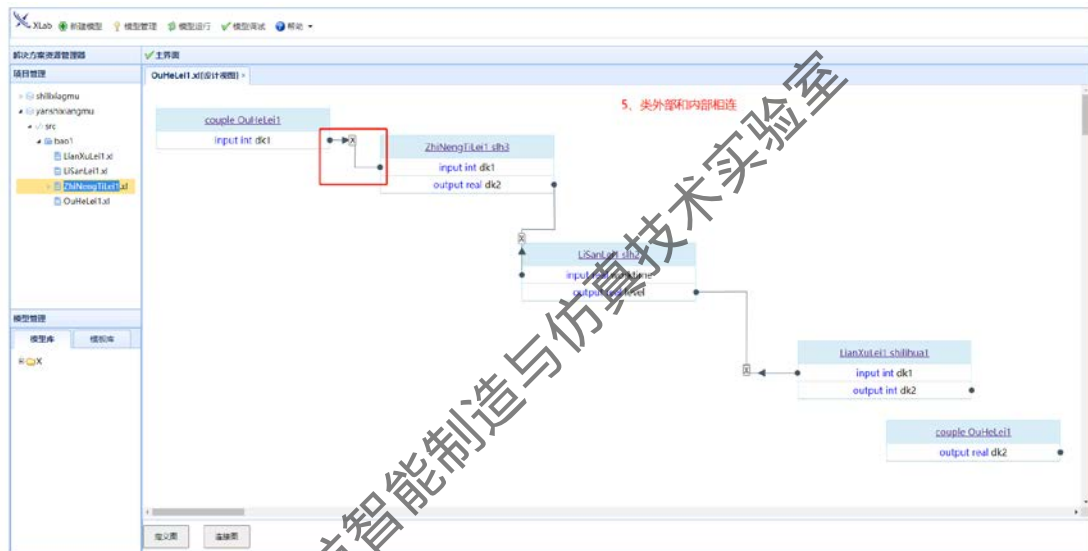 XLab 新建模型 模型管理 模型运行 模型调试 帮助
解决方案资源管理器
主界面
项目管理
OuHeLei1.xl[设计视图] ×
shilixiagmu
yanshixiangmu
src
bao1
LianXuLei1.xl
LiSanLei1.xl
ZhiNengTiLei1.xl
OuHeLei1.xl
5、类外部和内部相连
couple OuHeLei1
input int dk1
ZhiNengTiLei1 slh3
input int dk1
output real dk2
LiSanLei1 slh2
input real worktime
output real level
LianXuLei1 shilihua1
input int dk1
output int dk2
couple OuHeLei1
output real dk2
模型管理
模型库 模板库
X
定义图 连接图
智能制造与仿真技术实验室